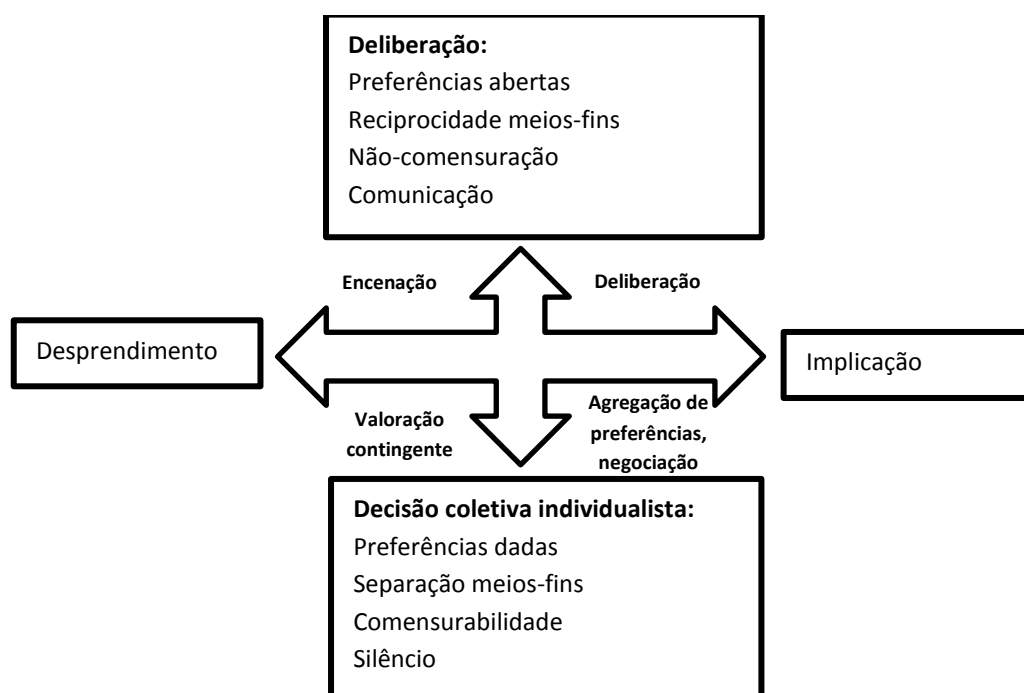 Deliberação:
Preferências abertas
Reciprocidade meios-fins
Não-comensuração
Comunicação
Encenação
Deliberação
Desprendimento
Implicação
Valoração
contingente
Agregação de
preferências,
negociação
Decisão coletiva individualista:
Preferências dadas
Separação meios-fins
Comensurabilidade
Silêncio